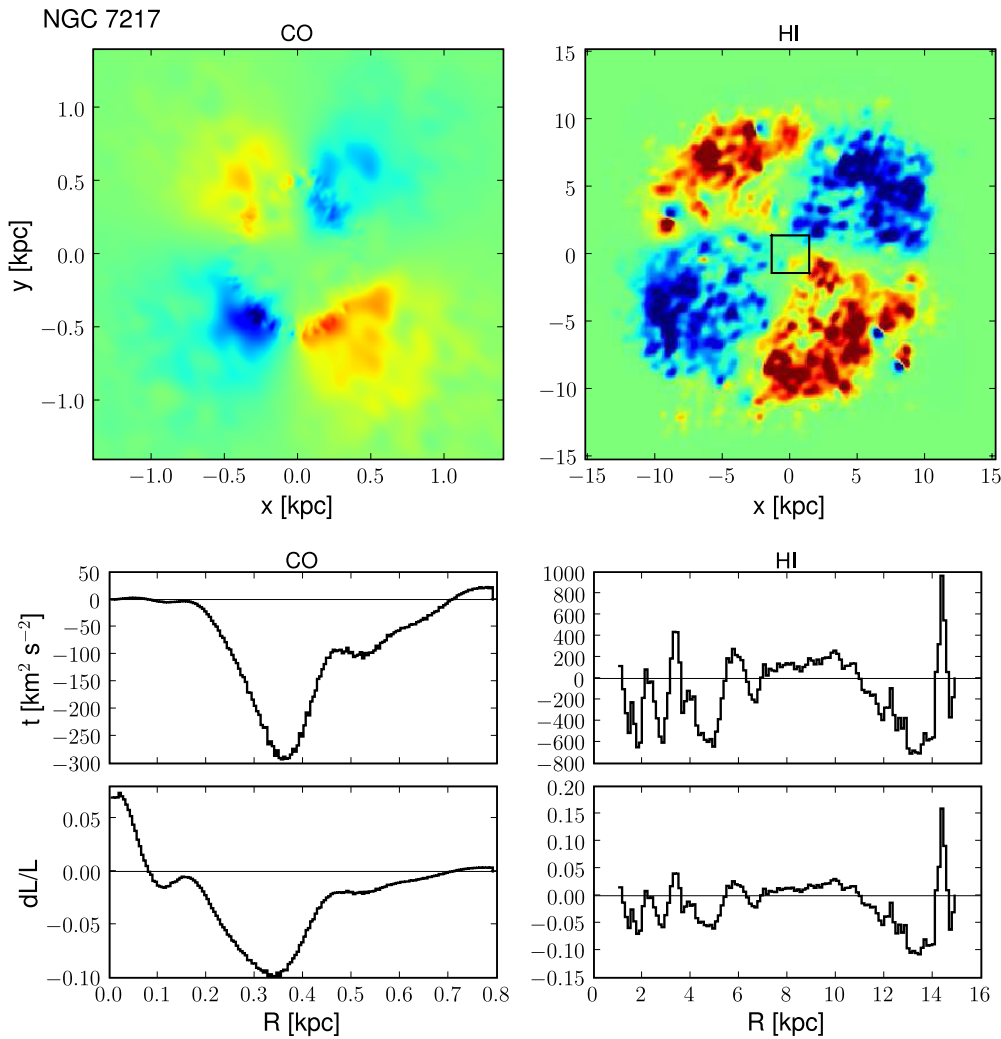 NGC 7217
CO
HI
1.0
0.5
0.0
−0.5
−1.0
y [kpc]
−1.0 −0.5 0.0 0.5 1.0
x [kpc]
15
10
5
0
−5
−10
−15
−15 −10 −5 0 5 10 15
x [kpc]
CO
50
0
−50
−100
−150
−200
−250
−300
t [km² s⁻²]
HI
1000
800
600
400
200
0
−200
−400
−600
−800
0.05
0.00
−0.05
−0.10
dL/L
0.0 0.1 0.2 0.3 0.4 0.5 0.6 0.7 0.8
R [kpc]
0.20
0.15
0.10
0.05
0.00
−0.05
−0.10
−0.15
0 2 4 6 8 10 12 14 16
R [kpc]